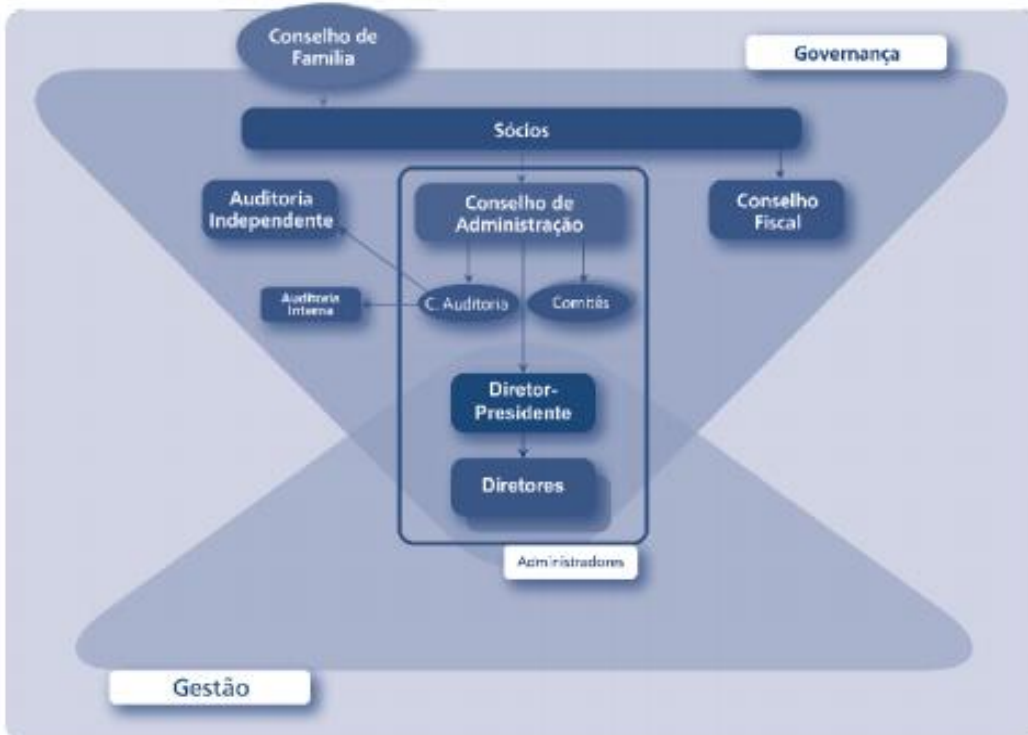 Conselho de
Família
Governança
Sócios
Auditoria
Independente
Conselho de
Administração
Conselho
Fiscal
Auditoria
Interna
C. Auditoria
Comitês
Diretor-
Presidente
Diretores
Administradores
Gestão